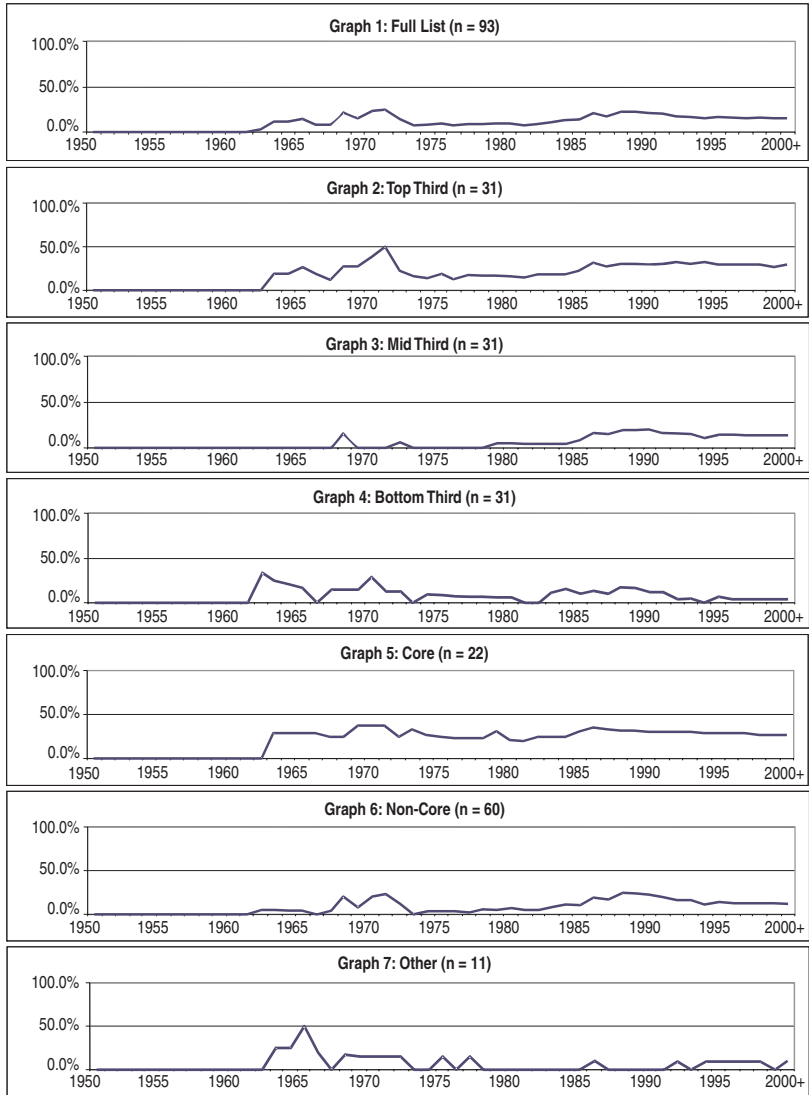 Graph 1: Full List (n = 93)
100.0%
50.0%
0.0%
1950 1955 1960 1965 1970 1975 1980 1985 1990 1995 2000+
Graph 2: Top Third (n = 31)
100.0%
50.0%
0.0%
1950 1955 1960 1965 1970 1975 1980 1985 1990 1995 2000+
Graph 3: Mid Third (n = 31)
100.0%
50.0%
0.0%
1950 1955 1960 1965 1970 1975 1980 1985 1990 1995 2000+
Graph 4: Bottom Third (n = 31)
100.0%
50.0%
0.0%
1950 1955 1960 1965 1970 1975 1980 1985 1990 1995 2000+
Graph 5: Core (n = 22)
100.0%
50.0%
0.0%
1950 1955 1960 1965 1970 1975 1980 1985 1990 1995 2000+
Graph 6: Non-Core (n = 60)
100.0%
50.0%
0.0%
1950 1955 1960 1965 1970 1975 1980 1985 1990 1995 2000+
Graph 7: Other (n = 11)
100.0%
50.0%
0.0%
1950 1955 1960 1965 1970 1975 1980 1985 1990 1995 2000+